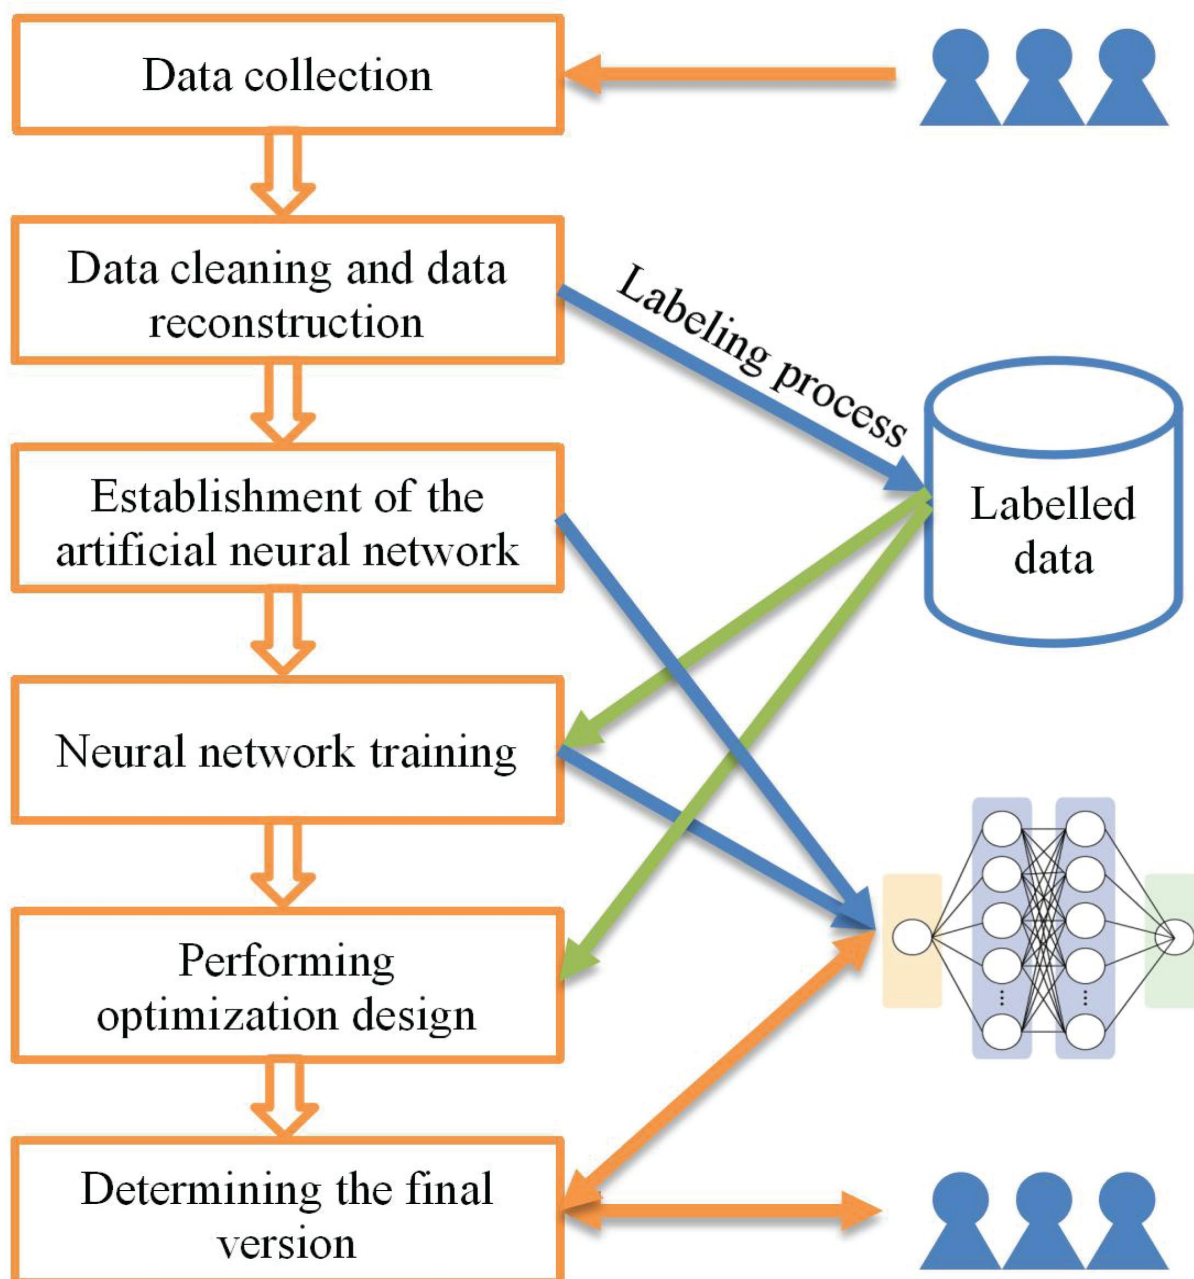 Data collection
Data cleaning and data
reconstruction
Labeling process
Establishment of the
artificial neural network
Labelled
data
Neural network training
Performing
optimization design
Determining the final
version